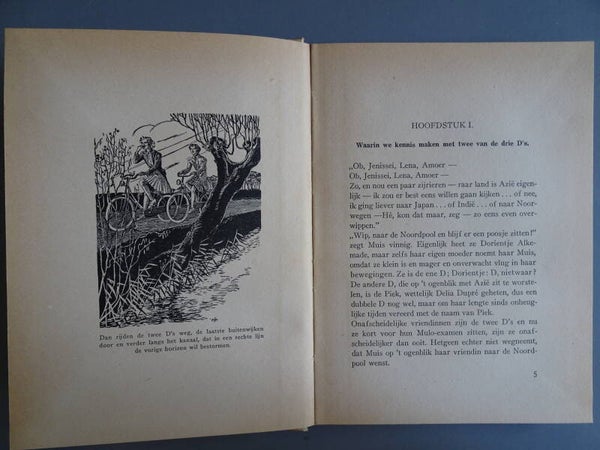 Dan rijden de twee D's weg, de laatste buitenwijken
door en verder langs het kanaal, dat in een rechte lijn
de vurige horizon wil bestormen.
HOOFDSTUK I.
Waarin we kennis maken met twee van de drie D's.
„Ob, Jenissei, Lena, Amoer —
Ob, Jenissei, Lena, Amoer —
Zo, en nou een paar zijrieren — raar land is Azië eigen-
lijk — ik zou er best eens willen gaan kijken . . . of nee,
ik ging liever naar Japan . . . of Indië . . . of naar Noor-
wegen —Hè, kon dat maar, zeg — zo eens even over-
wippen."
„Wip, naar de Noordpool en blijf er een poosje zitten!"
zegt Muis vinnig. Eigenlijk heet ze Dorientje Alke-
made, maar zelfs haar eigen moeder noemt haar Muis,
omdat ze klein is en mager en onverwacht vlug in haar
bewegingen. Ze is de ene D; Dorientje: D, nietwaar?
De andere D, die op 't ogenblik met Azië zit te worste-
len, is de Piek, wettelijk Delia Dupré geheten, dus een
dubbele D nog wel, maar om haar lengte sinds onheug-
lijke tijden vereerd met de naam van Piek.
Onafscheidelijke vriendinnen zijn de twee D's en nu
ze kort voor hun Mulo-examen zitten, zijn ze onaf-
scheidelijker dan ooit. Hetgeen echter niet wegneemt,
dat Muis op 't ogenblik haar vriendin naar de Noord-
pool wenst.
5